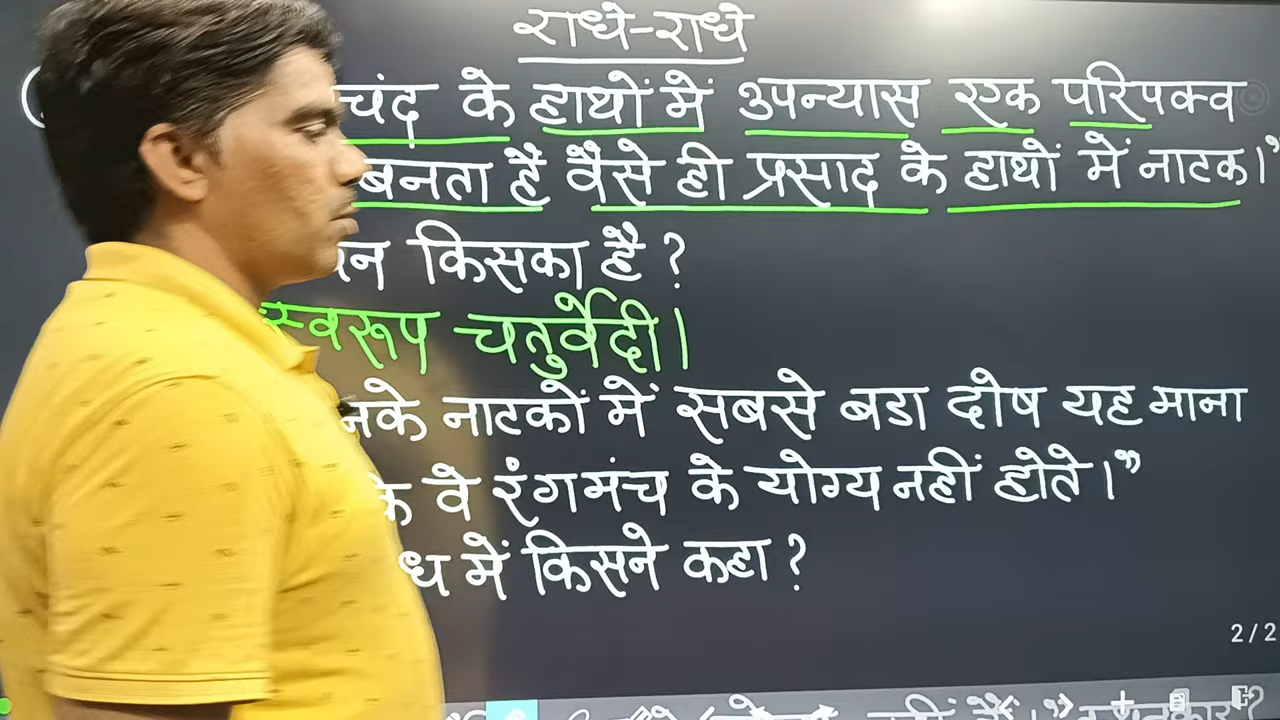 राधे-राधे
चंद के हाथों में उपन्यास एक परिपक्व
बनता है वैसे ही प्रसाद के हाथों में नाटक।”
किसका है ?
स्वरूप चतुर्वेदी।
नाटकों में सबसे बडा दोष यह माना
वे रंगमंच के योग्य नहीं होते।”
में किसने कहा ?
2/2